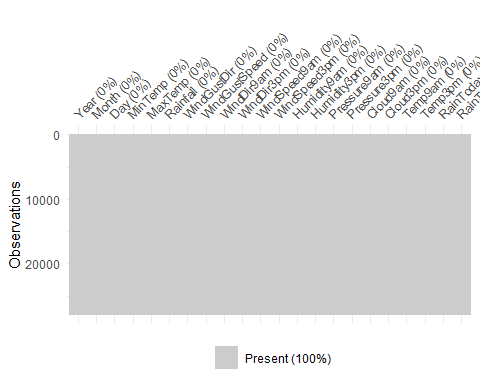 Year (0%)
Month (0%)
Day (0%)
MinTemp (0%)
MaxTemp (0%)
Rainfall (0%)
WindGustDir (0%)
WindGustSpeed (0%)
WindDir9am (0%)
WindDir3pm (0%)
WindSpeed9am (0%)
WindSpeed3pm (0%)
Humidity9am (0%)
Humidity3pm (0%)
Pressure9am (0%)
Pressure3pm (0%)
Cloud9am (0%)
Cloud3pm (0%)
Temp9am (0%)
Temp3pm (0%)
RainToday
RainT
Observations
0
10000
20000
Present (100%)